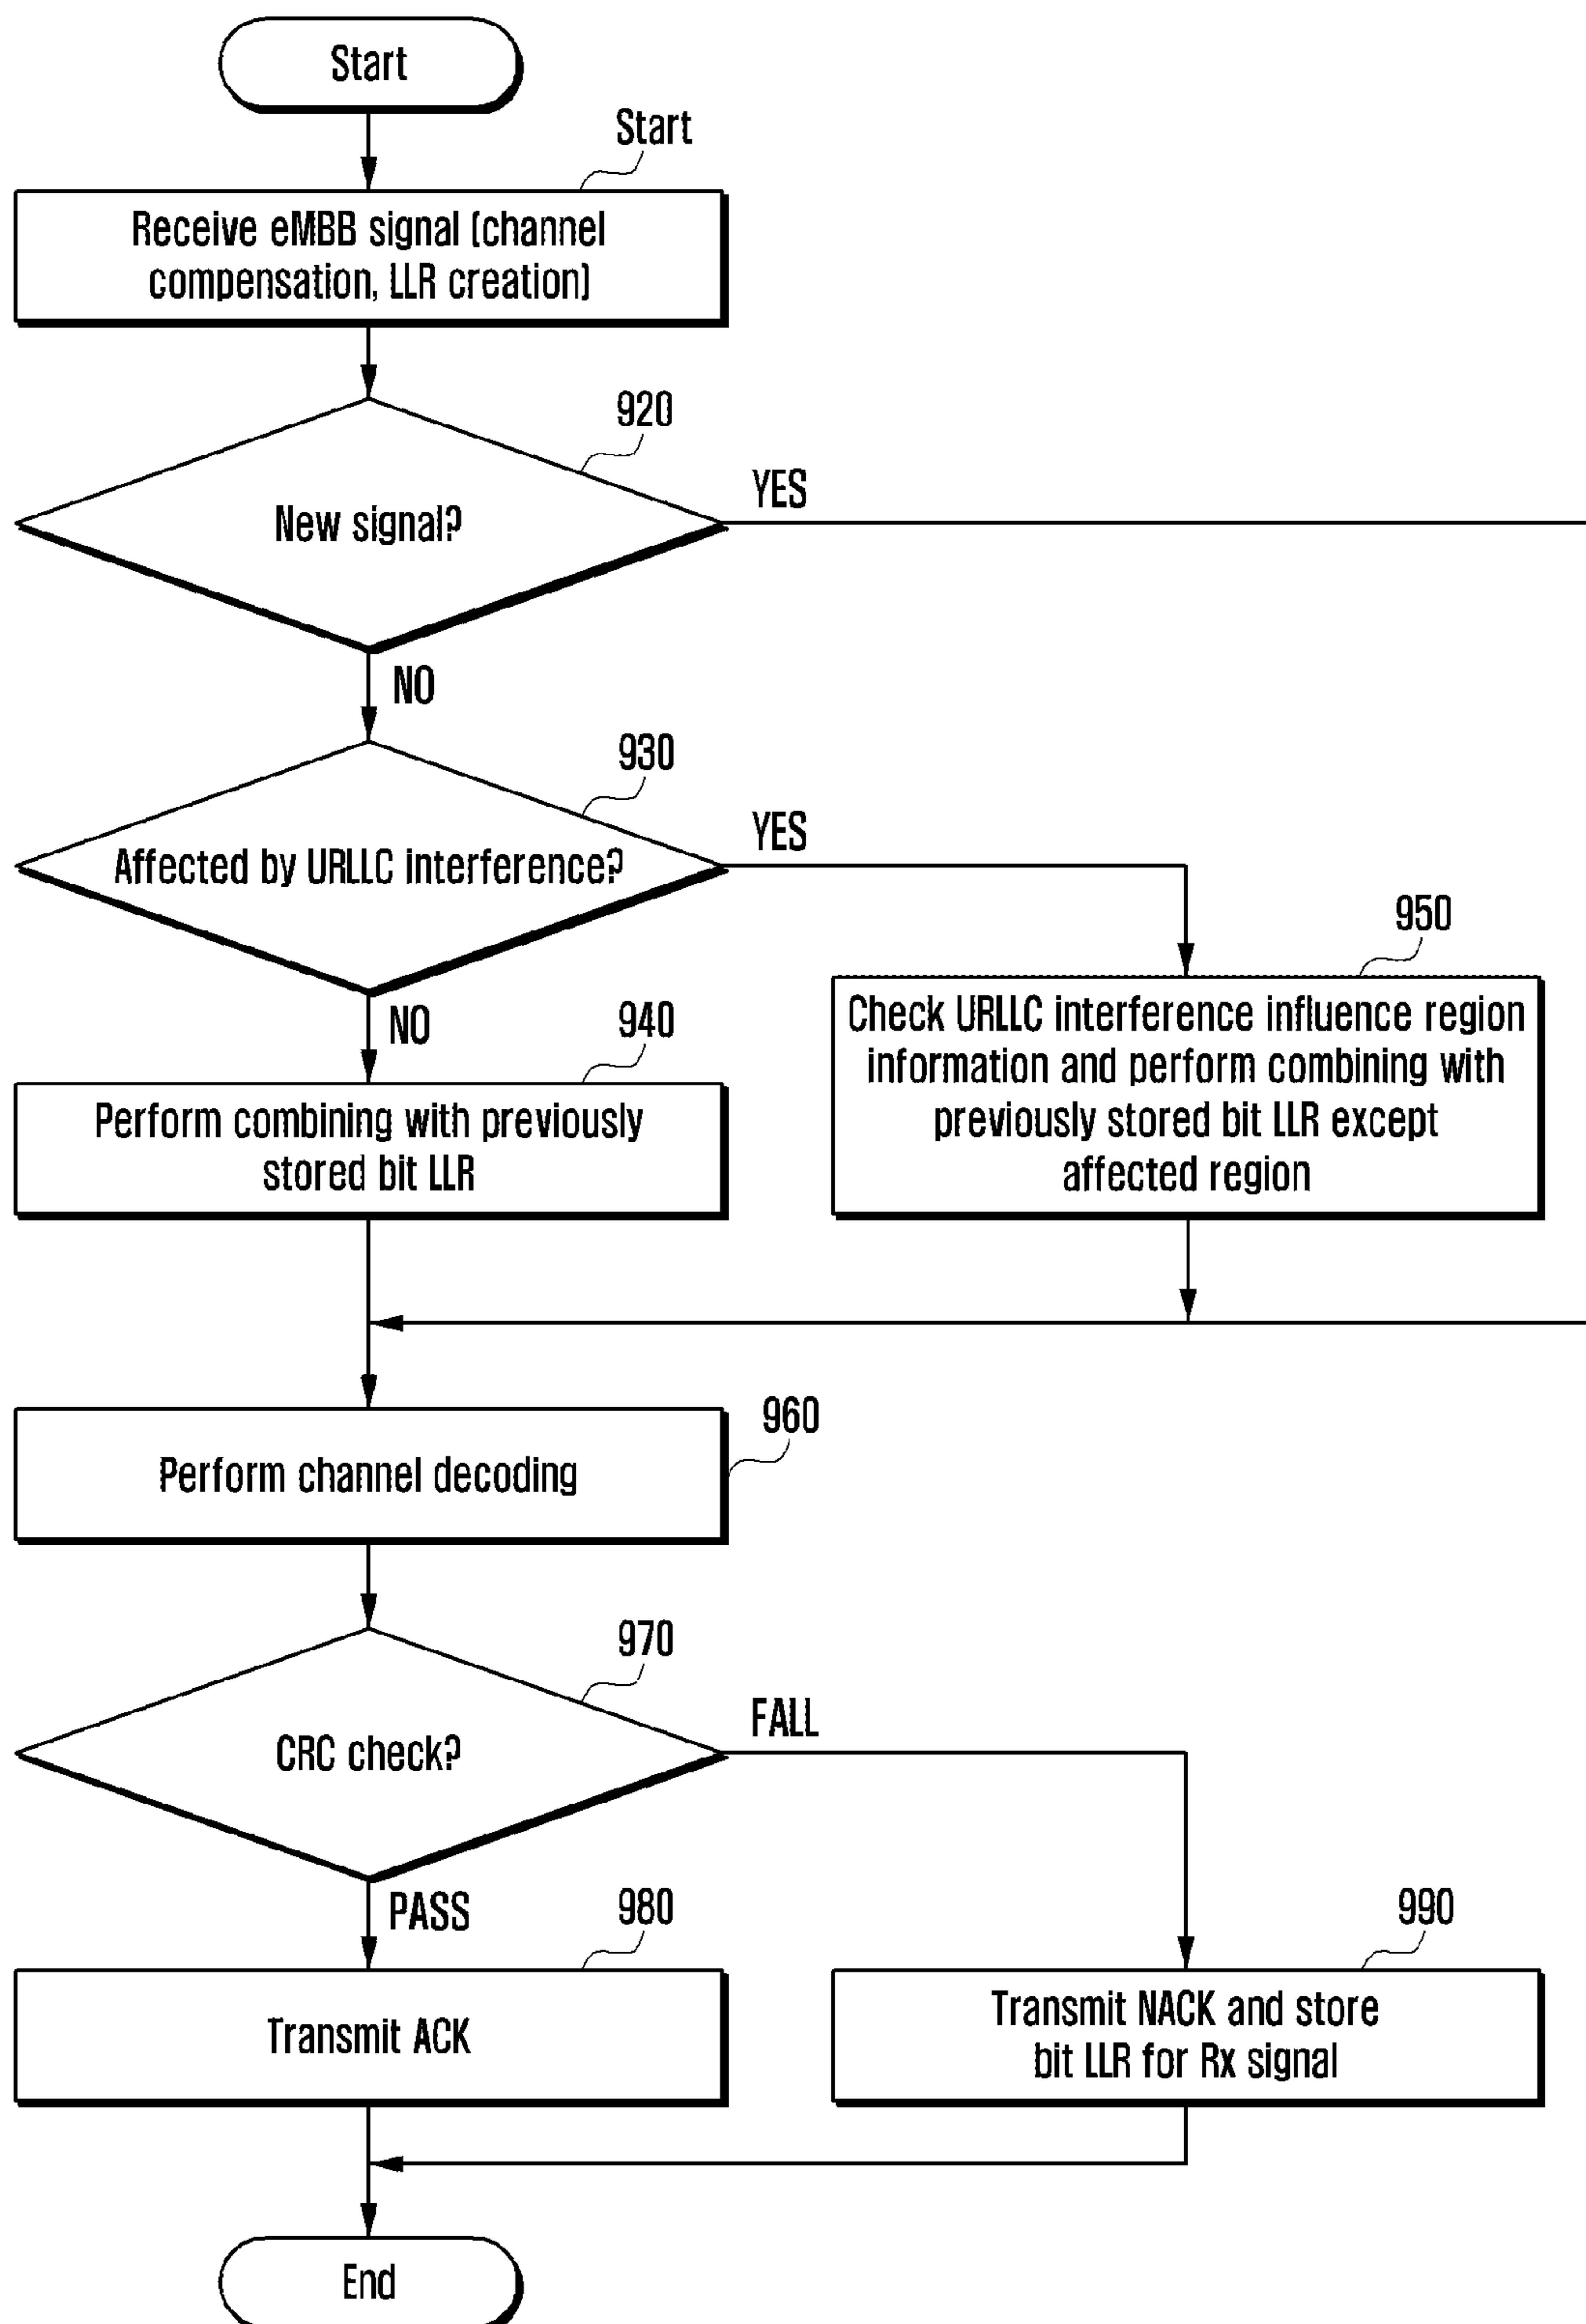 Start
Start
Receive eMBB signal (channel
compensation, LLR creation)
920
New signal?
YES
NO
930
Affected by URLLC interference?
YES
NO
940
Perform combining with previously
stored bit LLR
950
Check URLLC interference influence region
information and perform combining with
previously stored bit LLR except
affected region
960
Perform channel decoding
970
CRC check?
FALL
PASS
980
Transmit ACK
990
Transmit NACK and store
bit LLR for Rx signal
End